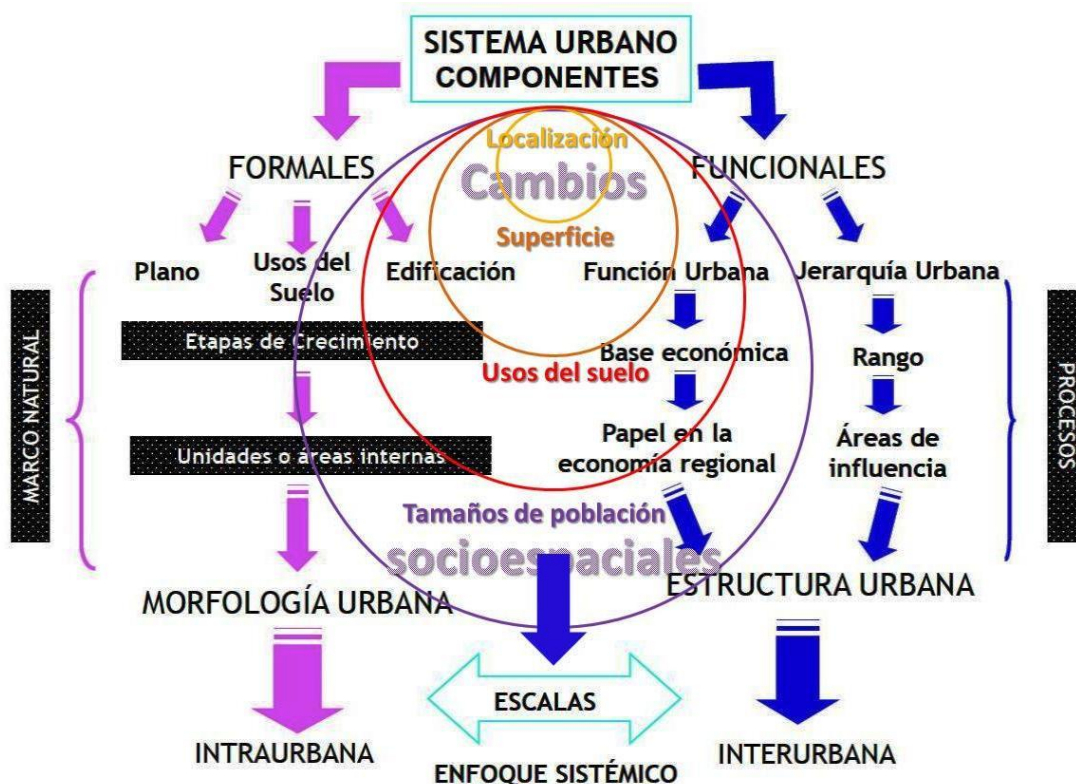 SISTEMA URBANO
COMPONENTES
Localización
FORMALES
Cambios
FUNCIONALES
Superficie
Plano
Usos del
Suelo
Edificación
Función Urbana
Jerarquía Urbana
Etapas de Crecimiento
Base económica
Rango
Usos del suelo
MARCO NATURAL
PROCESOS
Unidades o áreas internas
Papel en la
economía regional
Áreas de
influencia
Tamaños de población
socioespaciales
MORFOLOGÍA URBANA
ESTRUCTURA URBANA
ESCALAS
INTRAURBANA
INTERURBANA
ENFOQUE SISTÉMICO